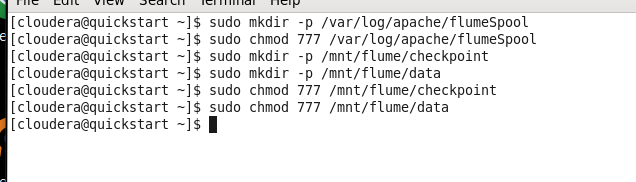 File Edit View Search Terminal Help
[cloudera@quickstart ~]$ sudo mkdir -p /var/log/apache/flumeSpool
[cloudera@quickstart ~]$ sudo chmod 777 /var/log/apache/flumeSpool
[cloudera@quickstart ~]$ sudo mkdir -p /mnt/flume/checkpoint
[cloudera@quickstart ~]$ sudo mkdir -p /mnt/flume/data
[cloudera@quickstart ~]$ sudo chmod 777 /mnt/flume/checkpoint
[cloudera@quickstart ~]$ sudo chmod 777 /mnt/flume/data
[cloudera@quickstart ~]$